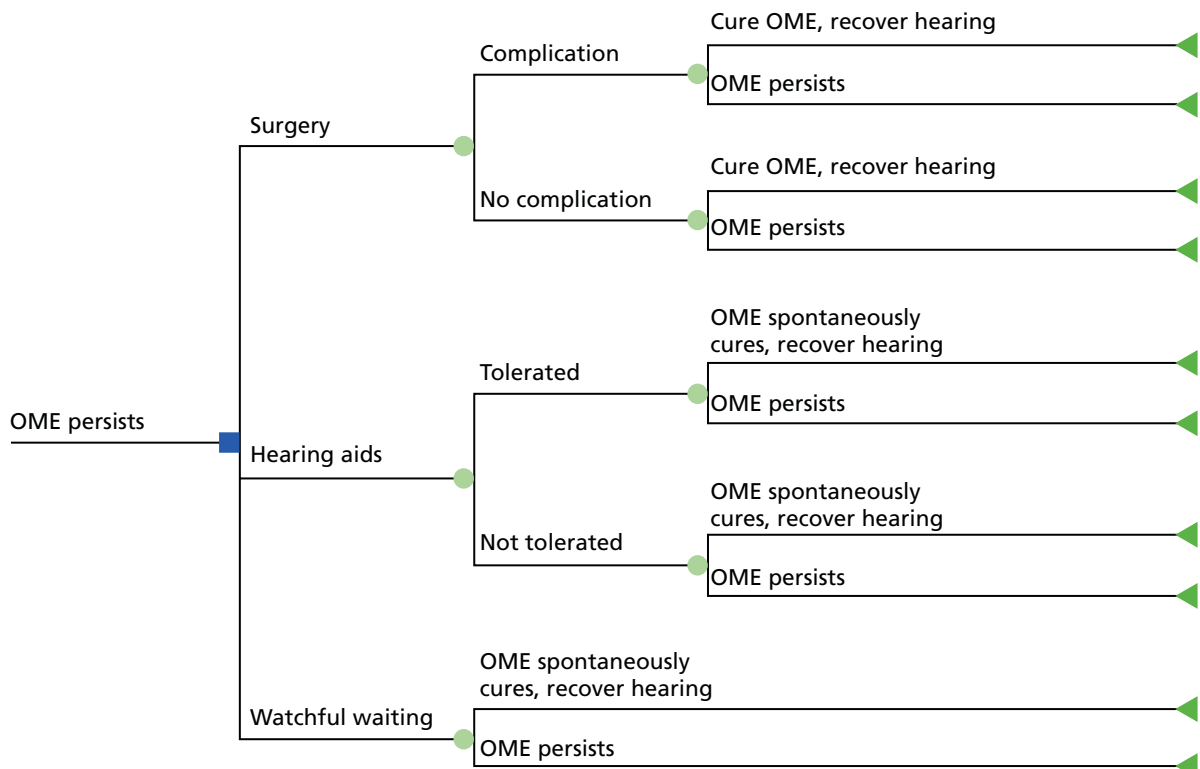 Cure OME, recover hearing
Complication
OME persists
Surgery
Cure OME, recover hearing
No complication
OME persists
OME spontaneously
cures, recover hearing
Tolerated
OME persists
OME persists
Hearing aids
OME spontaneously
cures, recover hearing
Not tolerated
OME persists
OME spontaneously
cures, recover hearing
Watchful waiting
OME persists